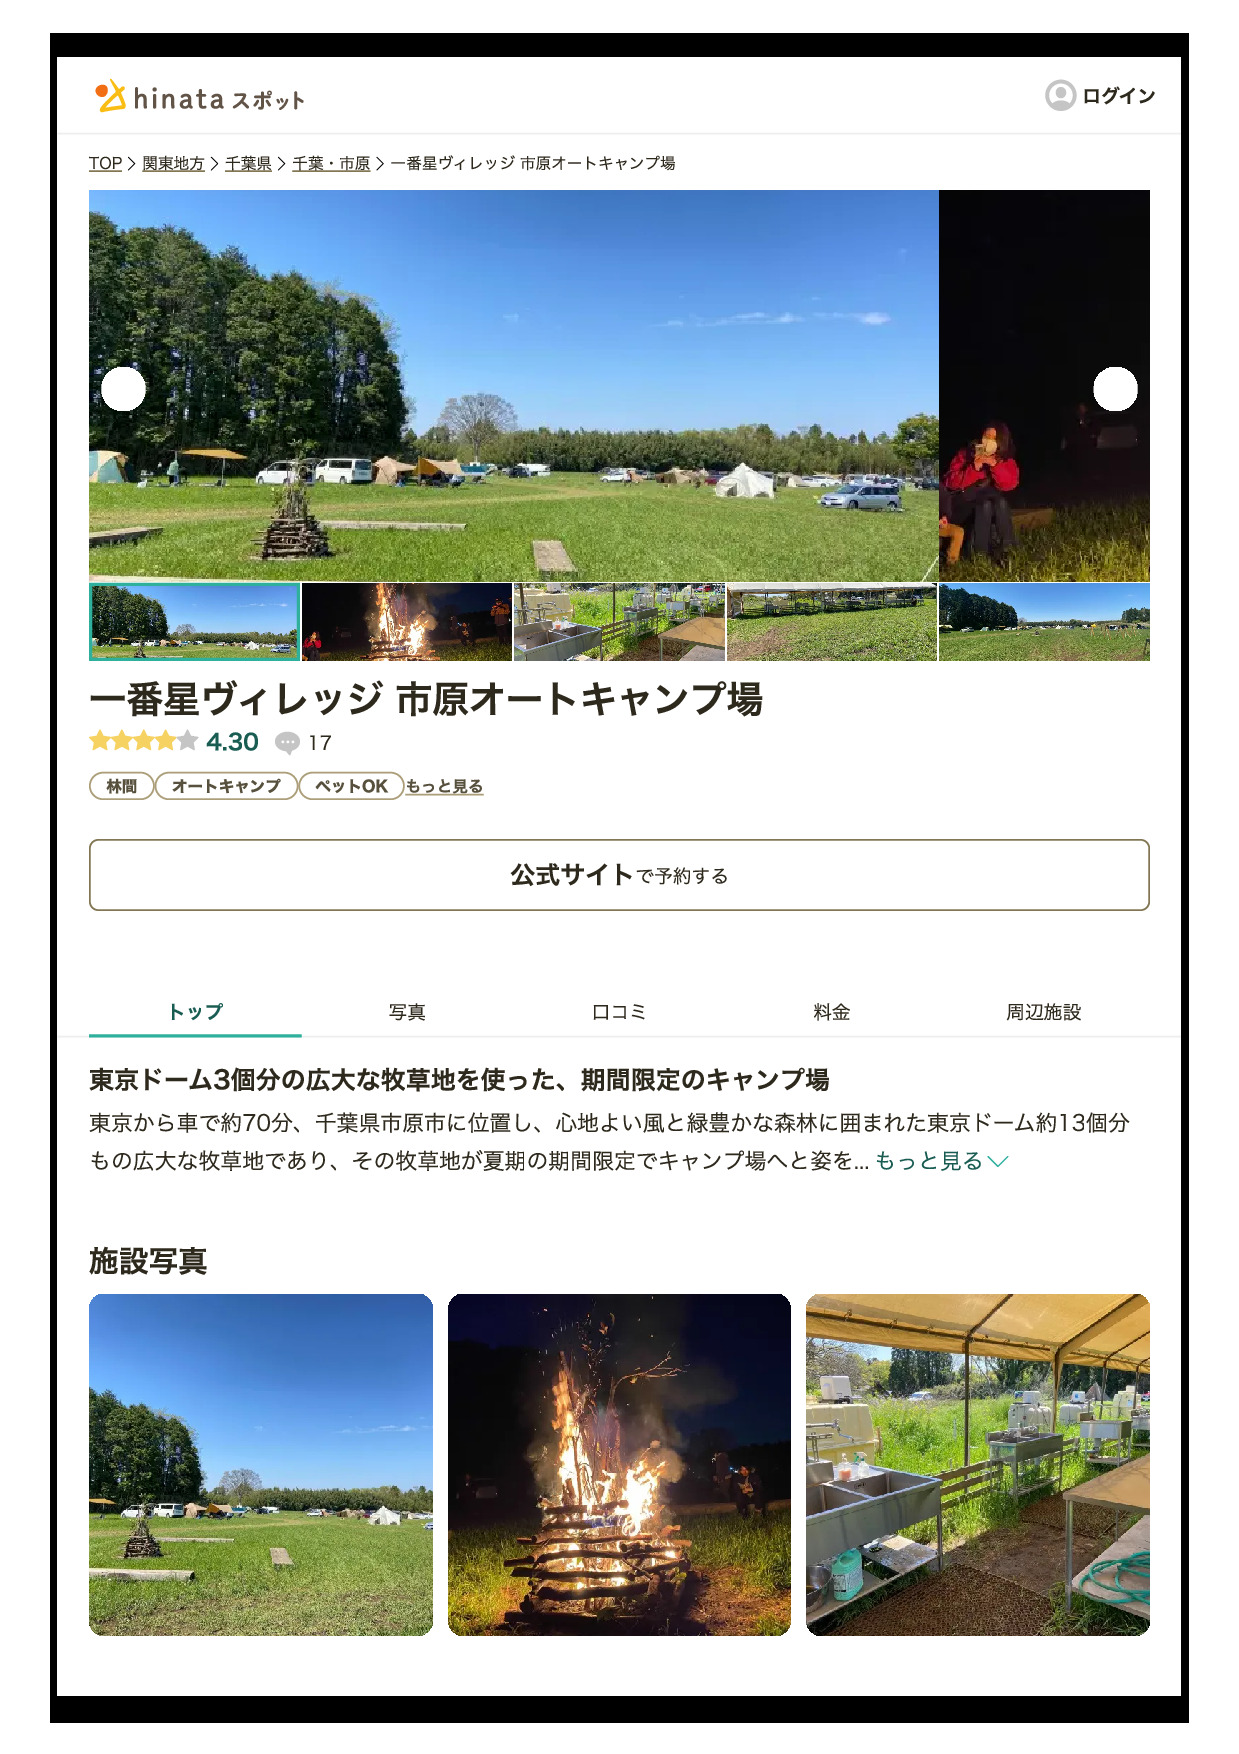 hinata スポット
ログイン
TOP > 関東地方 > 千葉県 > 千葉・市原 > 一番星ヴィレッジ 市原オートキャンプ場
一番星ヴィレッジ 市原オートキャンプ場
4.30 17
林間 オートキャンプ ペットOK もっと見る
公式サイトで予約する
トップ 写真 口コミ 料金 周辺施設
東京ドーム3個分の広大な牧草地を使った、期間限定のキャンプ場
東京から車で約70分、千葉県市原市に位置し、心地よい風と緑豊かな森林に囲まれた東京ドーム約13個分
もの広大な牧草地であり、その牧草地が夏期の期間限定でキャンプ場へと姿を... もっと見る
施設写真